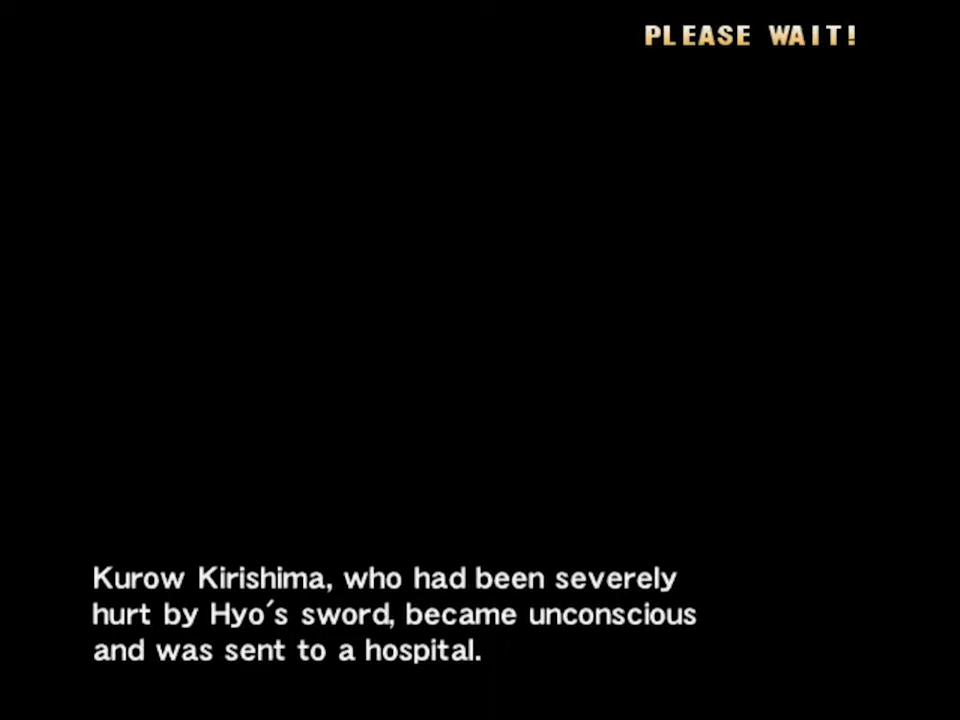 PLEASE WAIT!
Kurow Kirishima, who had been severely
hurt by Hyo´s sword, became unconscious
and was sent to a hospital.